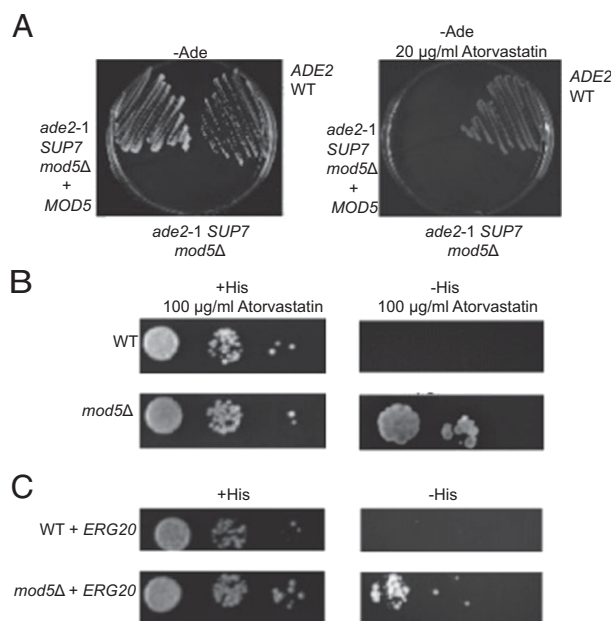 A
-Ade
ADE2
WT
ade2-1
SUP7
mod5Δ
+
MOD5
ade2-1 SUP7
mod5Δ
-Ade
20 µg/ml Atorvastatin
ADE2
WT
ade2-1
SUP7
mod5Δ
+
MOD5
ade2-1 SUP7
mod5Δ
B
+His
100 µg/ml Atorvastatin
-His
100 µg/ml Atorvastatin
WT
mod5Δ
C
+His
-His
WT + ERG20
mod5Δ + ERG20